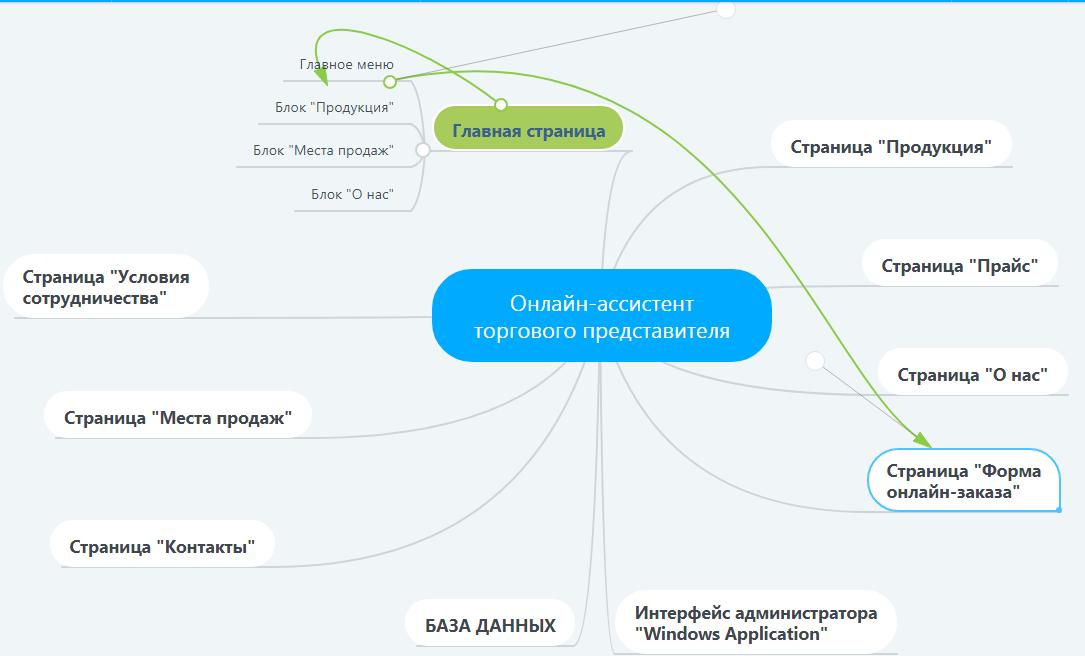 Главное меню
Блок "Продукция"
Блок "Места продаж"
Блок "О нас"
Главная страница
Страница "Продукция"
Страница "Прайс"
Страница "Условия
сотрудничества"
Онлайн-ассистент
торгового представителя
Страница "О нас"
Страница "Места продаж"
Страница "Форма
онлайн-заказа"
Страница "Контакты"
БАЗА ДАННЫХ
Интерфейс администратора
"Windows Application"